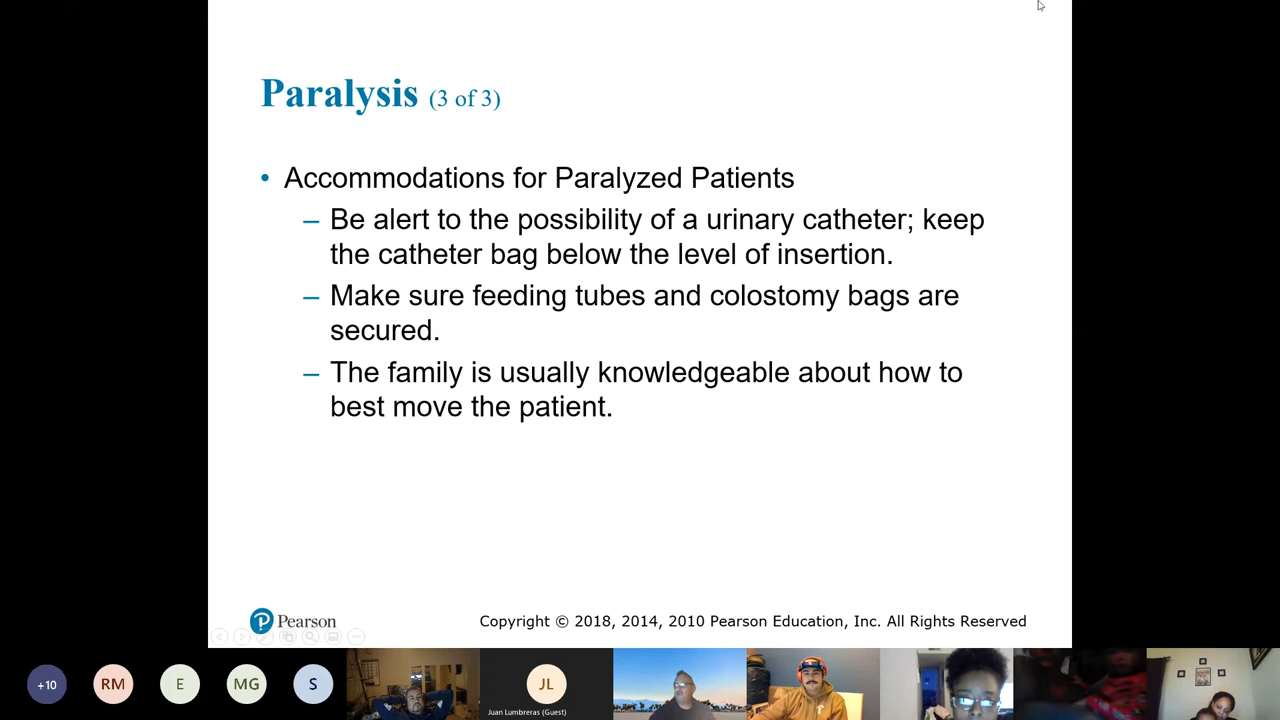 Paralysis (3 of 3)
• Accommodations for Paralyzed Patients
– Be alert to the possibility of a urinary catheter; keep
the catheter bag below the level of insertion.
– Make sure feeding tubes and colostomy bags are
secured.
– The family is usually knowledgeable about how to
best move the patient.
P Pearson
Copyright © 2018, 2014, 2010 Pearson Education, Inc. All Rights Reserved
+10
RM
E
MG
S
JL
Juan Lumbreras (Guest)